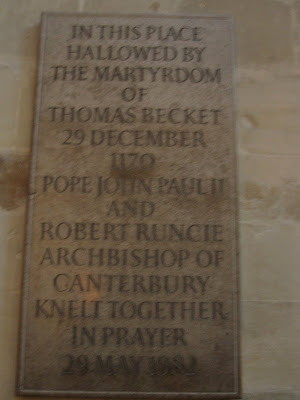 IN THIS PLACE
HALLOWED BY
THE MARTYRDOM
OF
THOMAS BECKET
29 DECEMBER
1170
POPE JOHN PAUL II
AND
ROBERT RUNCIE
ARCHBISHOP OF
CANTERBURY
KNELT TOGETHER
IN PRAYER
29 MAY 1982